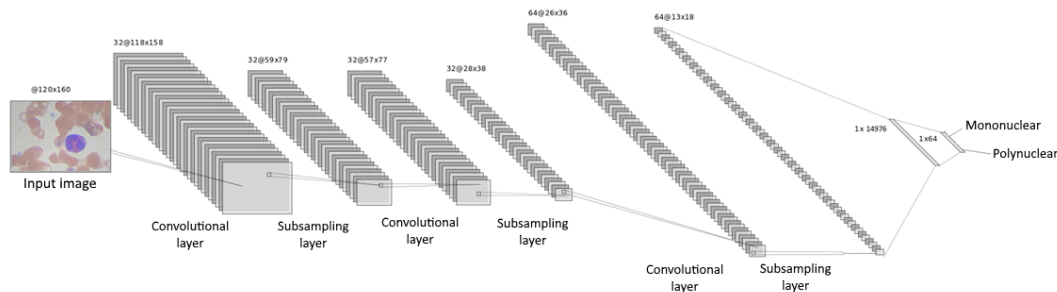 64@26x36
64@13x18
32@118x158
32@59x79
32@57x77
32@28x38
@120x160
Input image
1x 14976
1x64
Mononuclear
Polynuclear
Convolutional
layer
Subsampling
layer
Convolutional
layer
Subsampling
layer
Convolutional
layer
Subsampling
layer